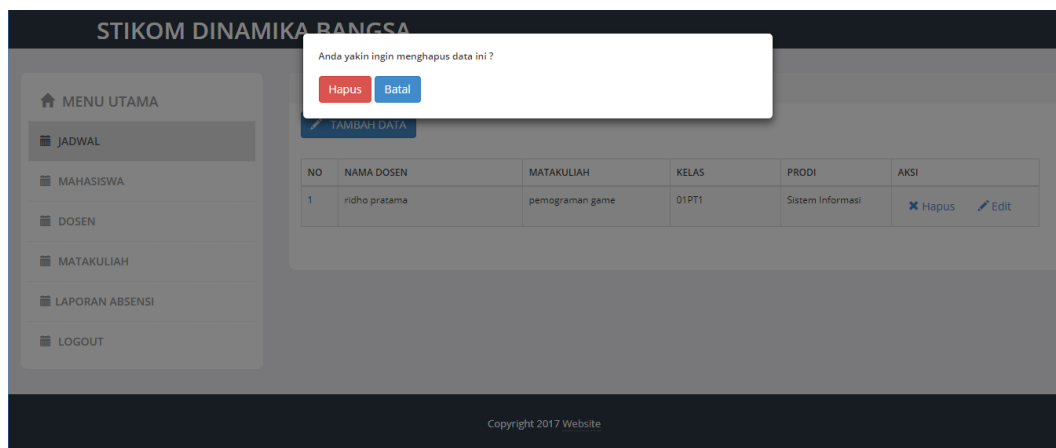 STIKOM DINAMIKA BANGSA
Anda yakin ingin menghapus data ini ?
Hapus Batal
MENU UTAMA
JADWAL
MAHASISWA
DOSEN
MATAKULIAH
LAPORAN ABSENSI
LOGOUT
TAMBAH DATA
NO NAMA DOSEN MATAKULIAH KELAS PRODI AKSI
1 ridho pratama pemograman game 01PT1 Sistem Informasi Hapus Edit
Copyright 2017 Website